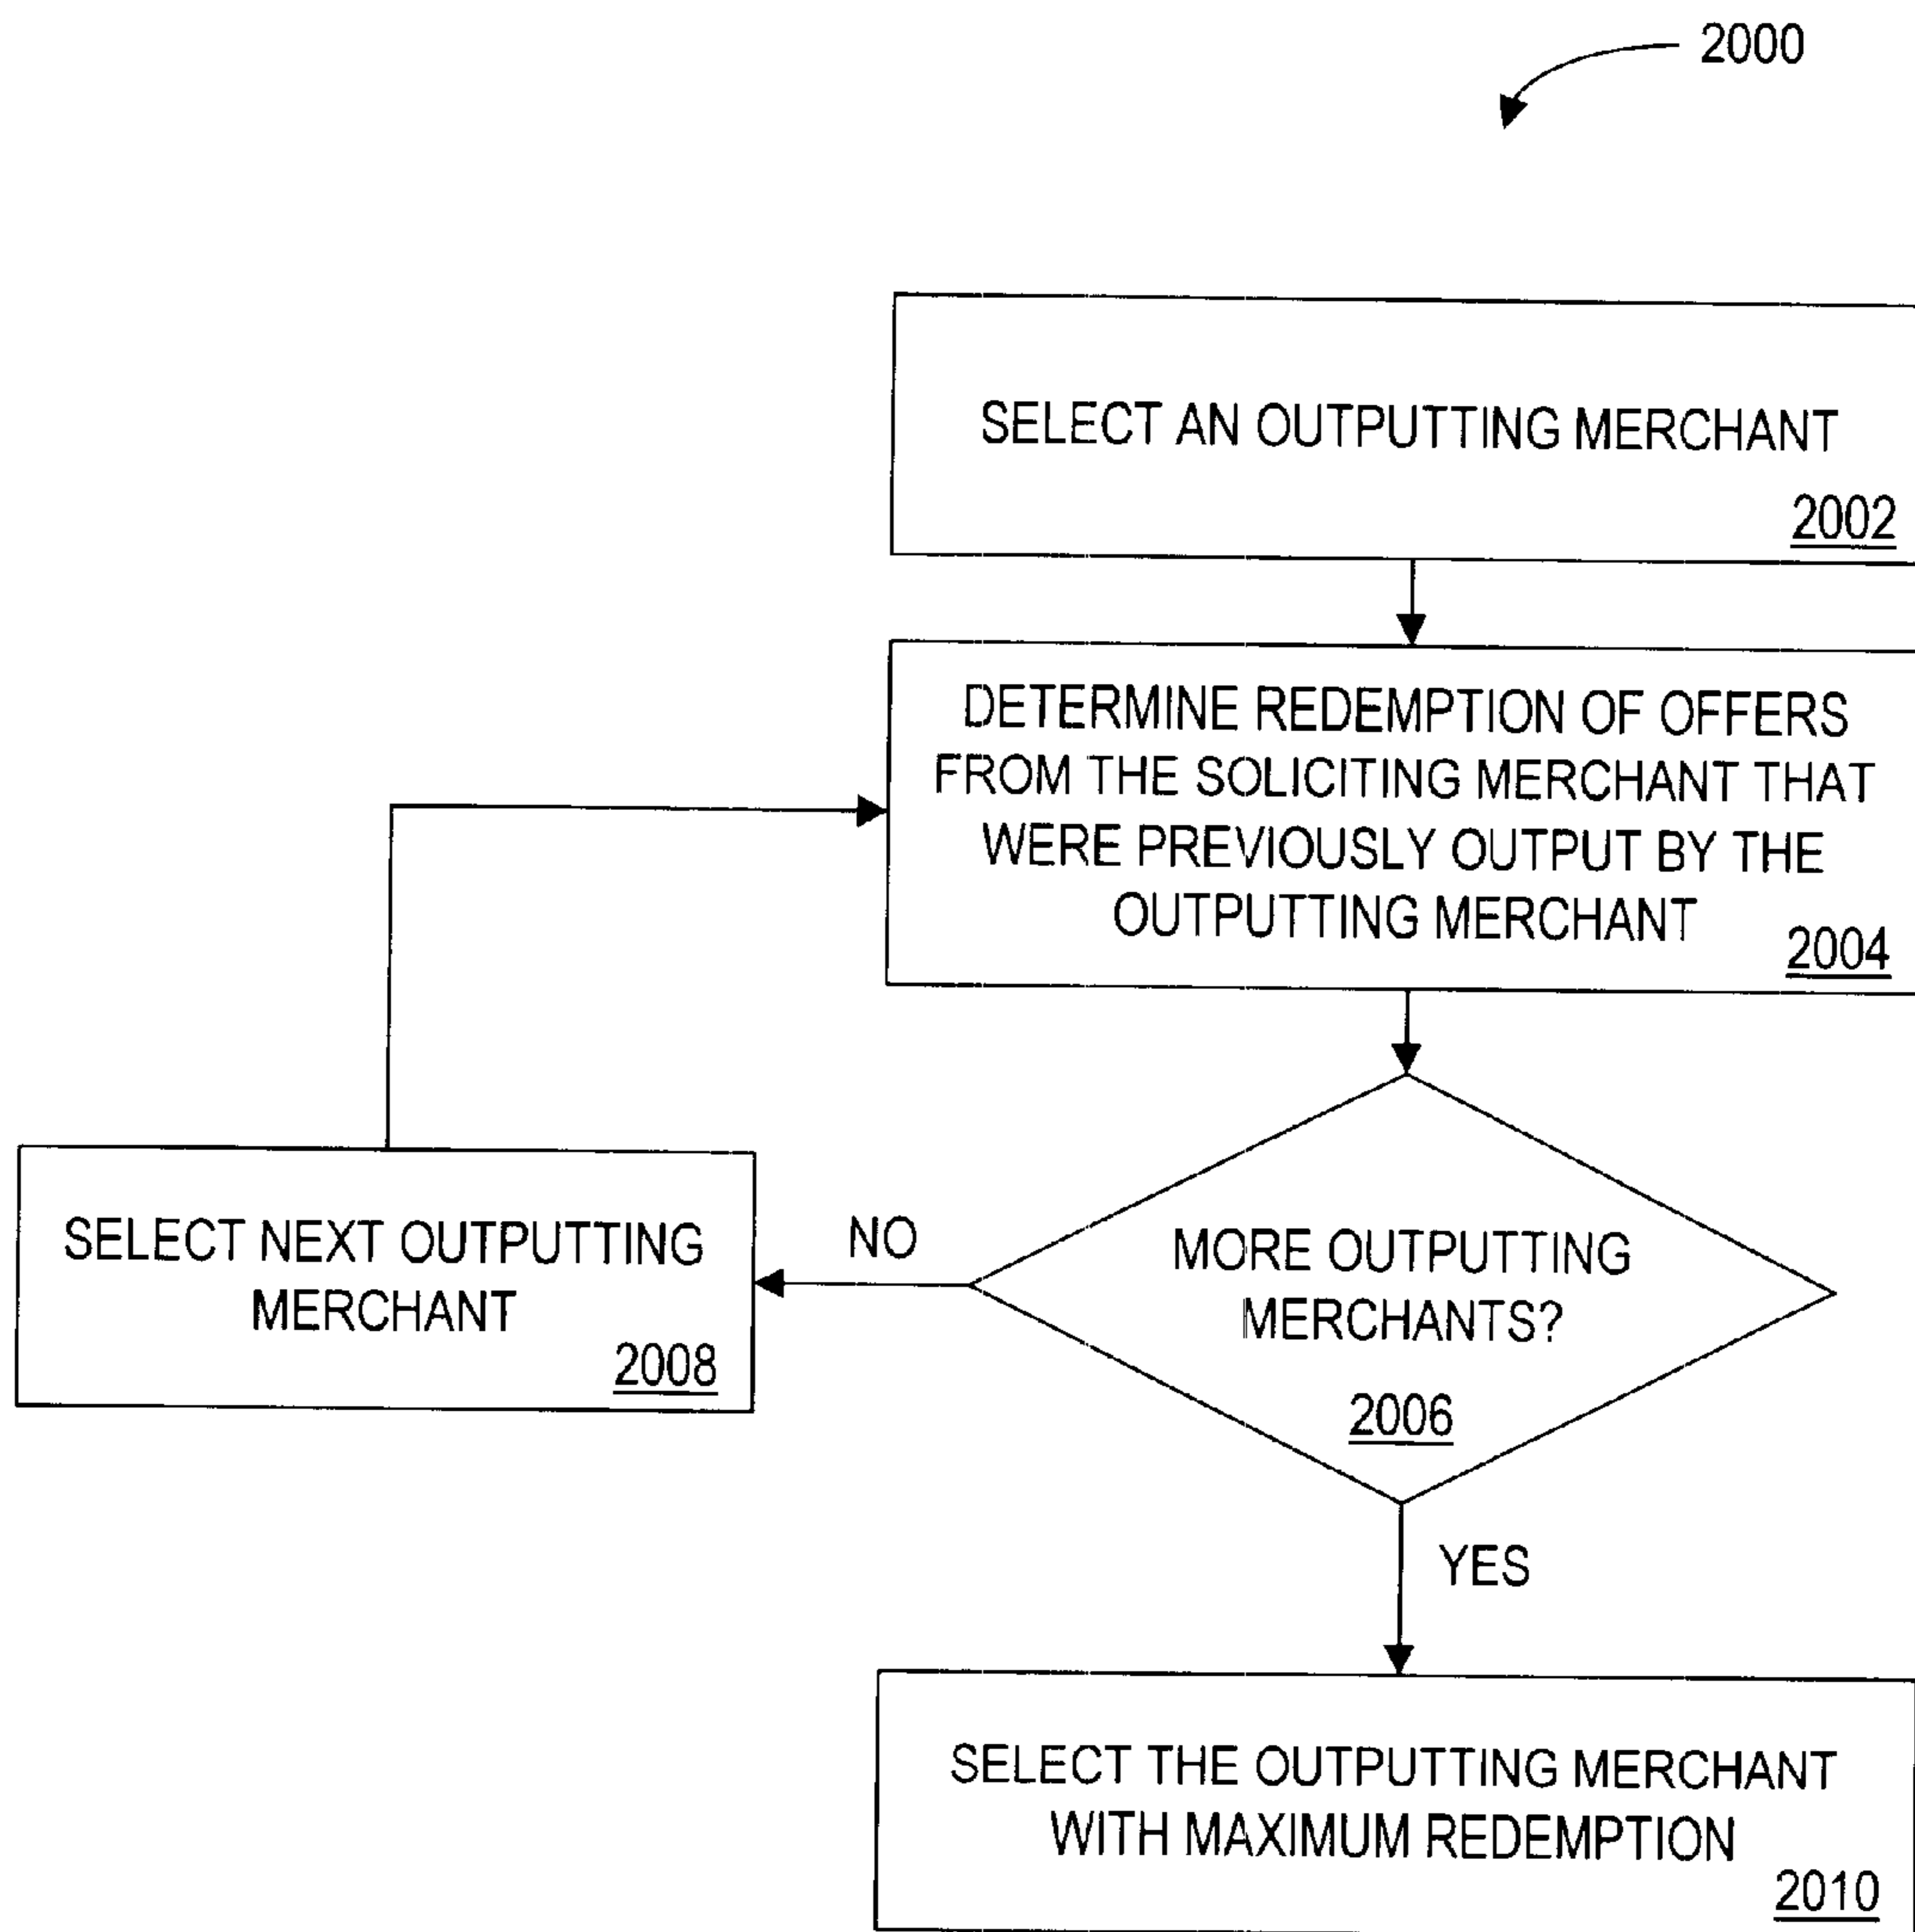 2000
SELECT AN OUTPUTTING MERCHANT
2002
DETERMINE REDEMPTION OF OFFERS
FROM THE SOLICITING MERCHANT THAT
WERE PREVIOUSLY OUTPUT BY THE
OUTPUTTING MERCHANT
2004
MORE OUTPUTTING
MERCHANTS?
2006
NO
SELECT NEXT OUTPUTTING
MERCHANT
2008
YES
SELECT THE OUTPUTTING MERCHANT
WITH MAXIMUM REDEMPTION
2010